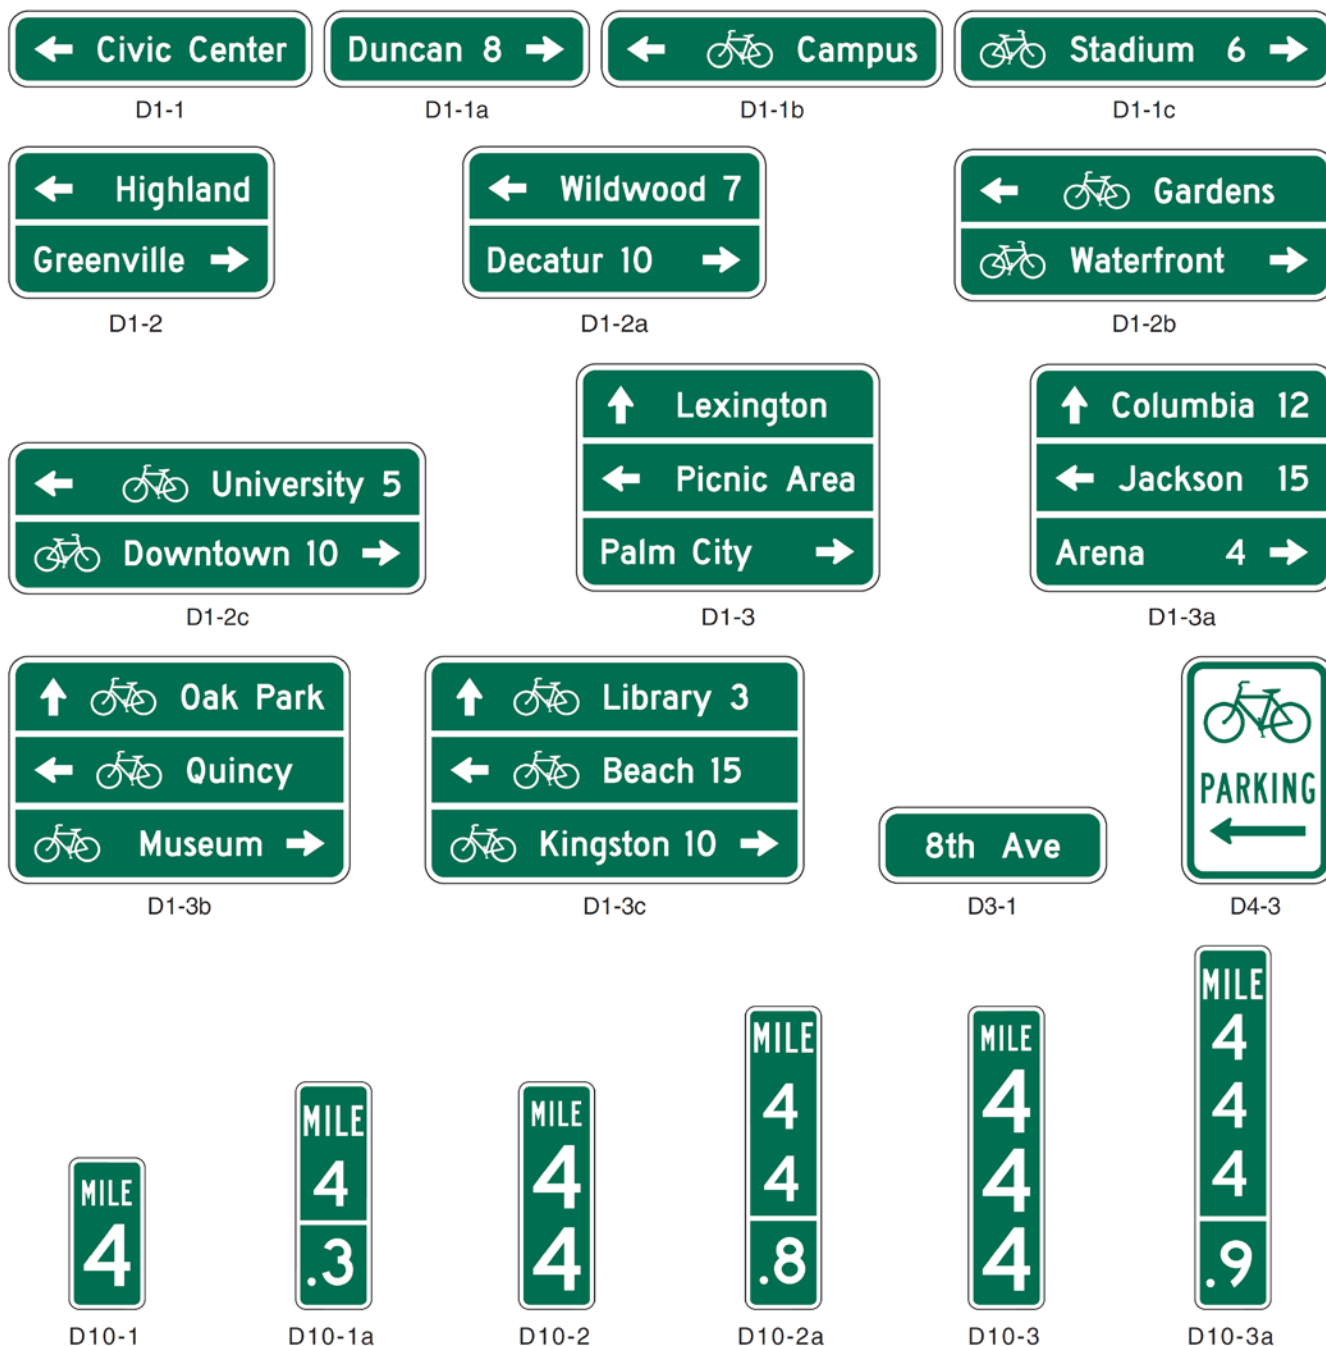 Civic Center
Duncan 8
Campus
Stadium 6
D1-1
D1-1a
D1-1b
D1-1c
Highland
Greenville
Wildwood 7
Decatur 10
Gardens
Waterfront
D1-2
D1-2a
D1-2b
University 5
Downtown 10
Lexington
Picnic Area
Palm City
Columbia 12
Jackson 15
Arena 4
D1-2c
D1-3
D1-3a
Oak Park
Quincy
Museum
Library 3
Beach 15
Kingston 10
8th Ave
PARKING
D1-3b
D1-3c
D3-1
D4-3
MILE
4
MILE
4
.3
MILE
4
4
MILE
4
4
.8
MILE
4
4
4
MILE
4
4
4
.9
D10-1
D10-1a
D10-2
D10-2a
D10-3
D10-3a